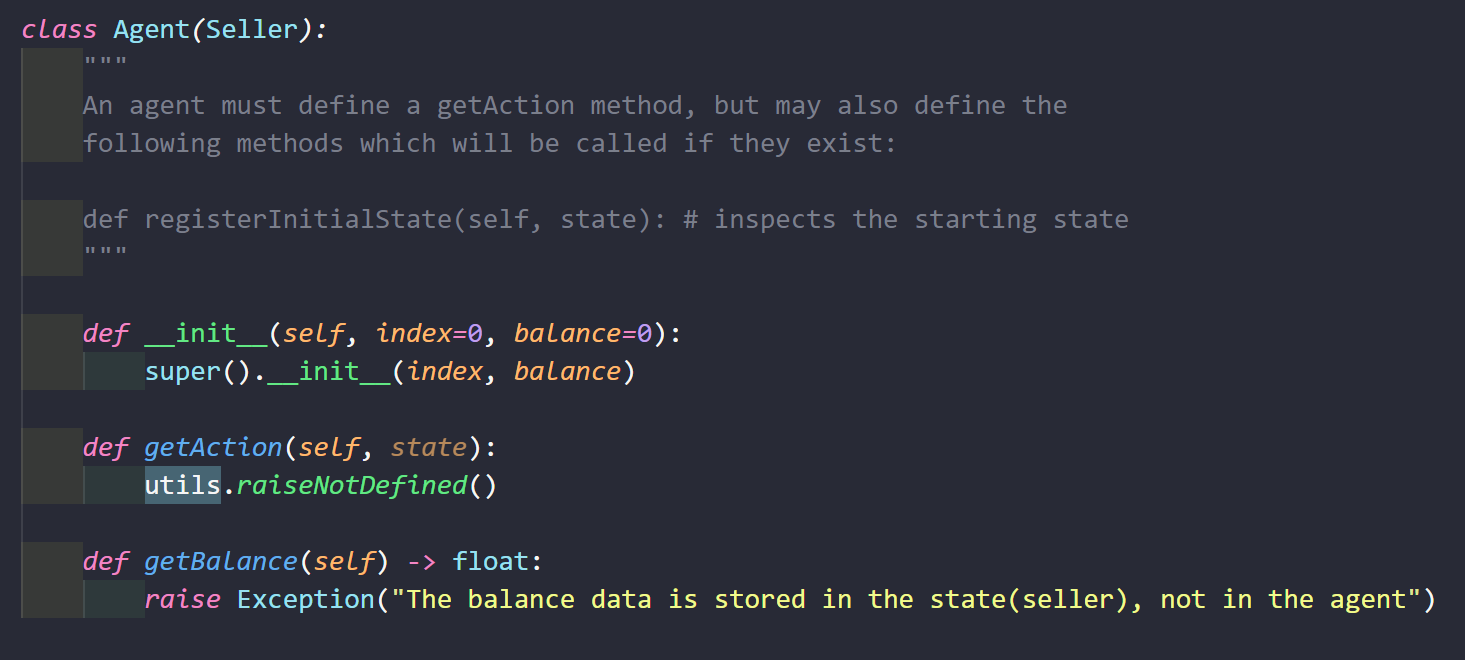 class Agent(Seller):
"""
An agent must define a getAction method, but may also define the
following methods which will be called if they exist:
def registerInitialState(self, state): # inspects the starting state
"""
def __init__(self, index=0, balance=0):
super().__init__(index, balance)
def getAction(self, state):
utils.raiseNotDefined()
def getBalance(self) -> float:
raise Exception("The balance data is stored in the state(seller), not in the agent")